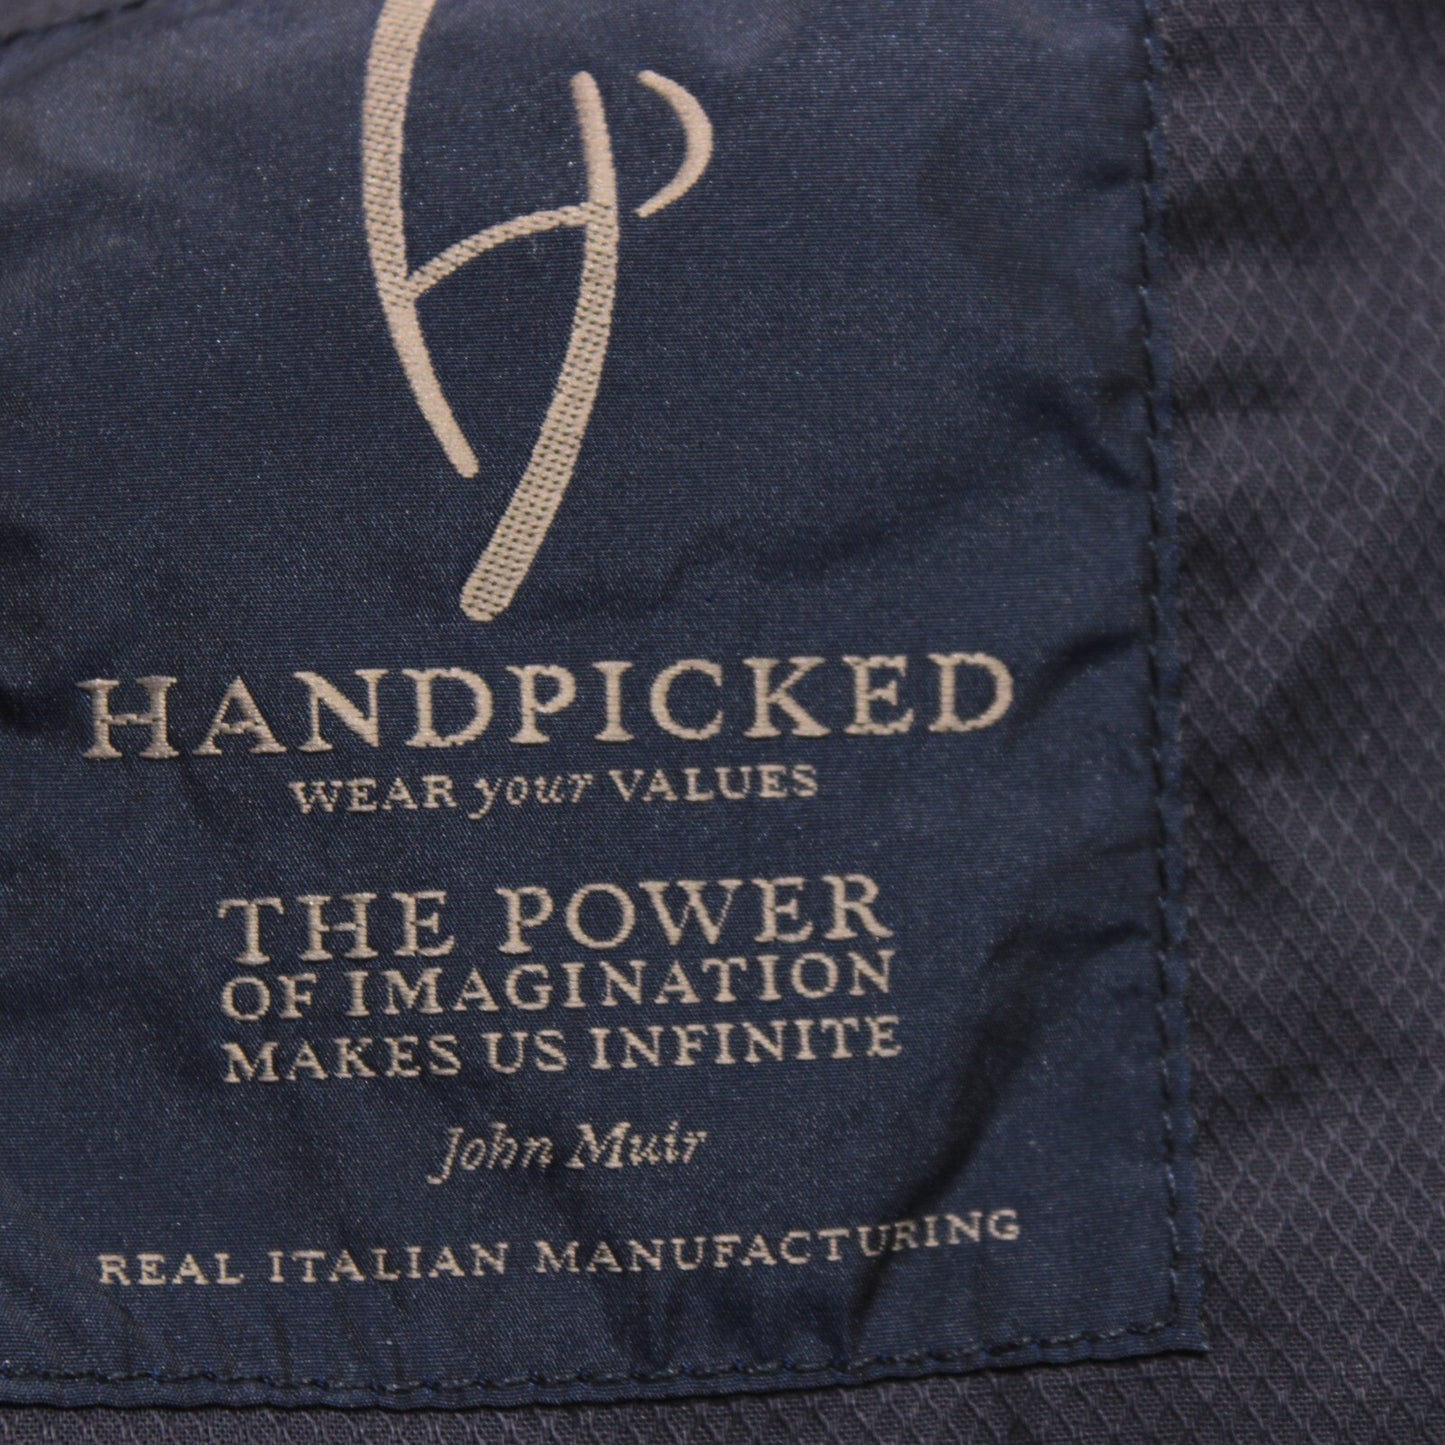 HANDPICKED
WEAR your VALUES
THE POWER
OF IMAGINATION
MAKES US INFINITE
John Muir
REAL ITALIAN MANUFACTURING